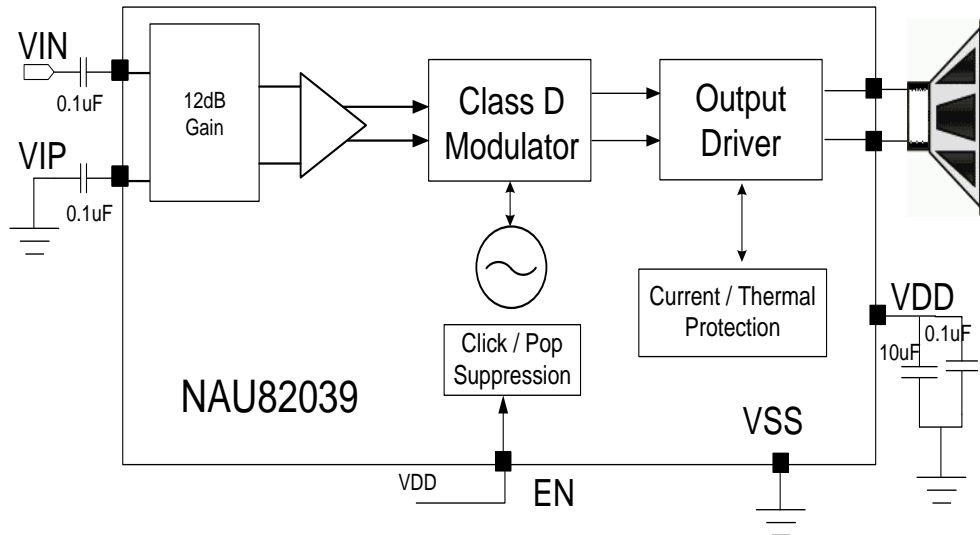 VIN
0.1uF
VIP
0.1uF
12dB
Gain
Class D
Modulator
Output
Driver
Current / Thermal
Protection
Click / Pop
Suppression
NAU82039
VDD
0.1uF
10uF
VSS
VDD
EN